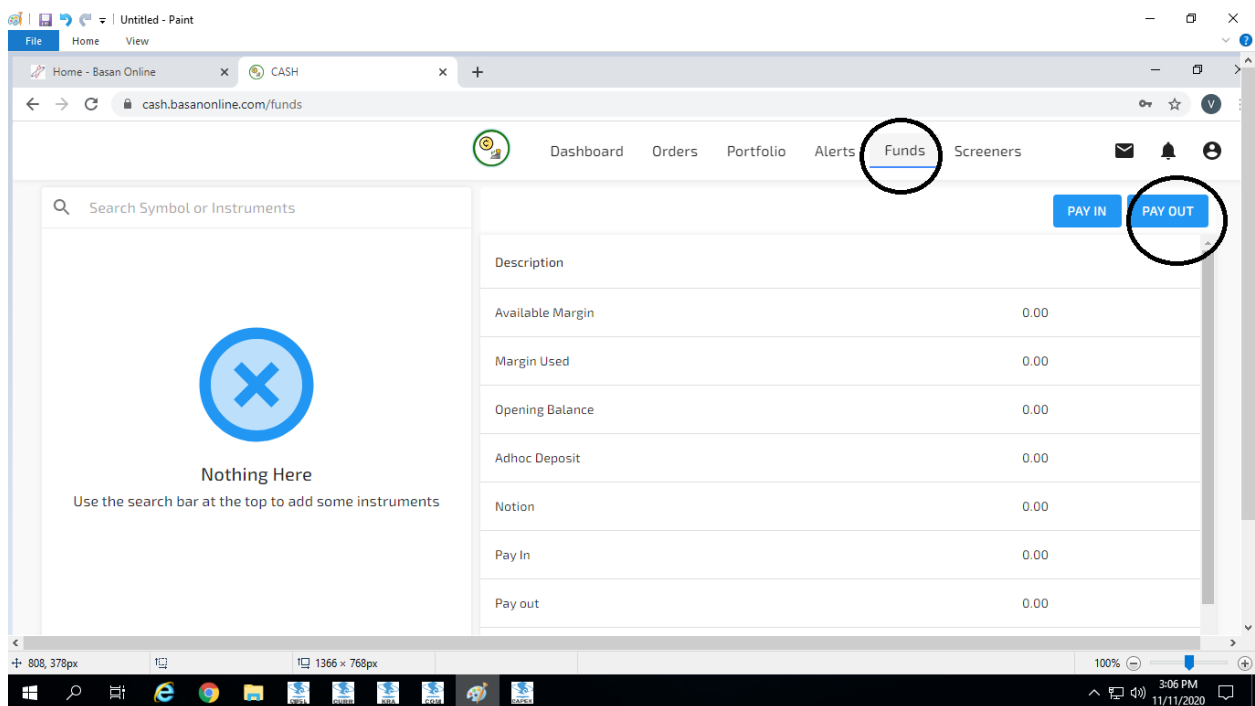 Untitled - Paint
File Home View
Home - Basan Online CASH
cash.basanonline.com/funds V
Dashboard Orders Portfolio Alerts Funds Screeners
Search Symbol or Instruments
PAY IN PAY OUT
Description
Available Margin 0.00
Margin Used 0.00
Opening Balance 0.00
Adhoc Deposit 0.00
Nothing Here
Use the search bar at the top to add some instruments
Notion 0.00
Pay In 0.00
Pay out 0.00
808, 378px 1366 × 768px 100%
3:06 PM
11/11/2020